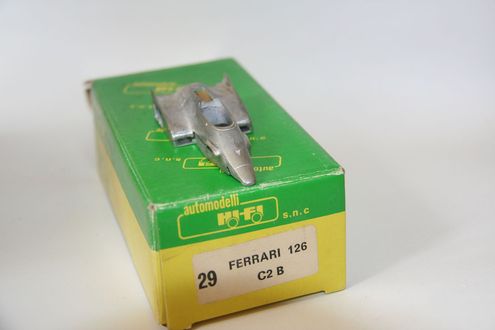 s.n.c
automodelli
HI-FI
s.n.c
29 FERRARI 126
C2 B